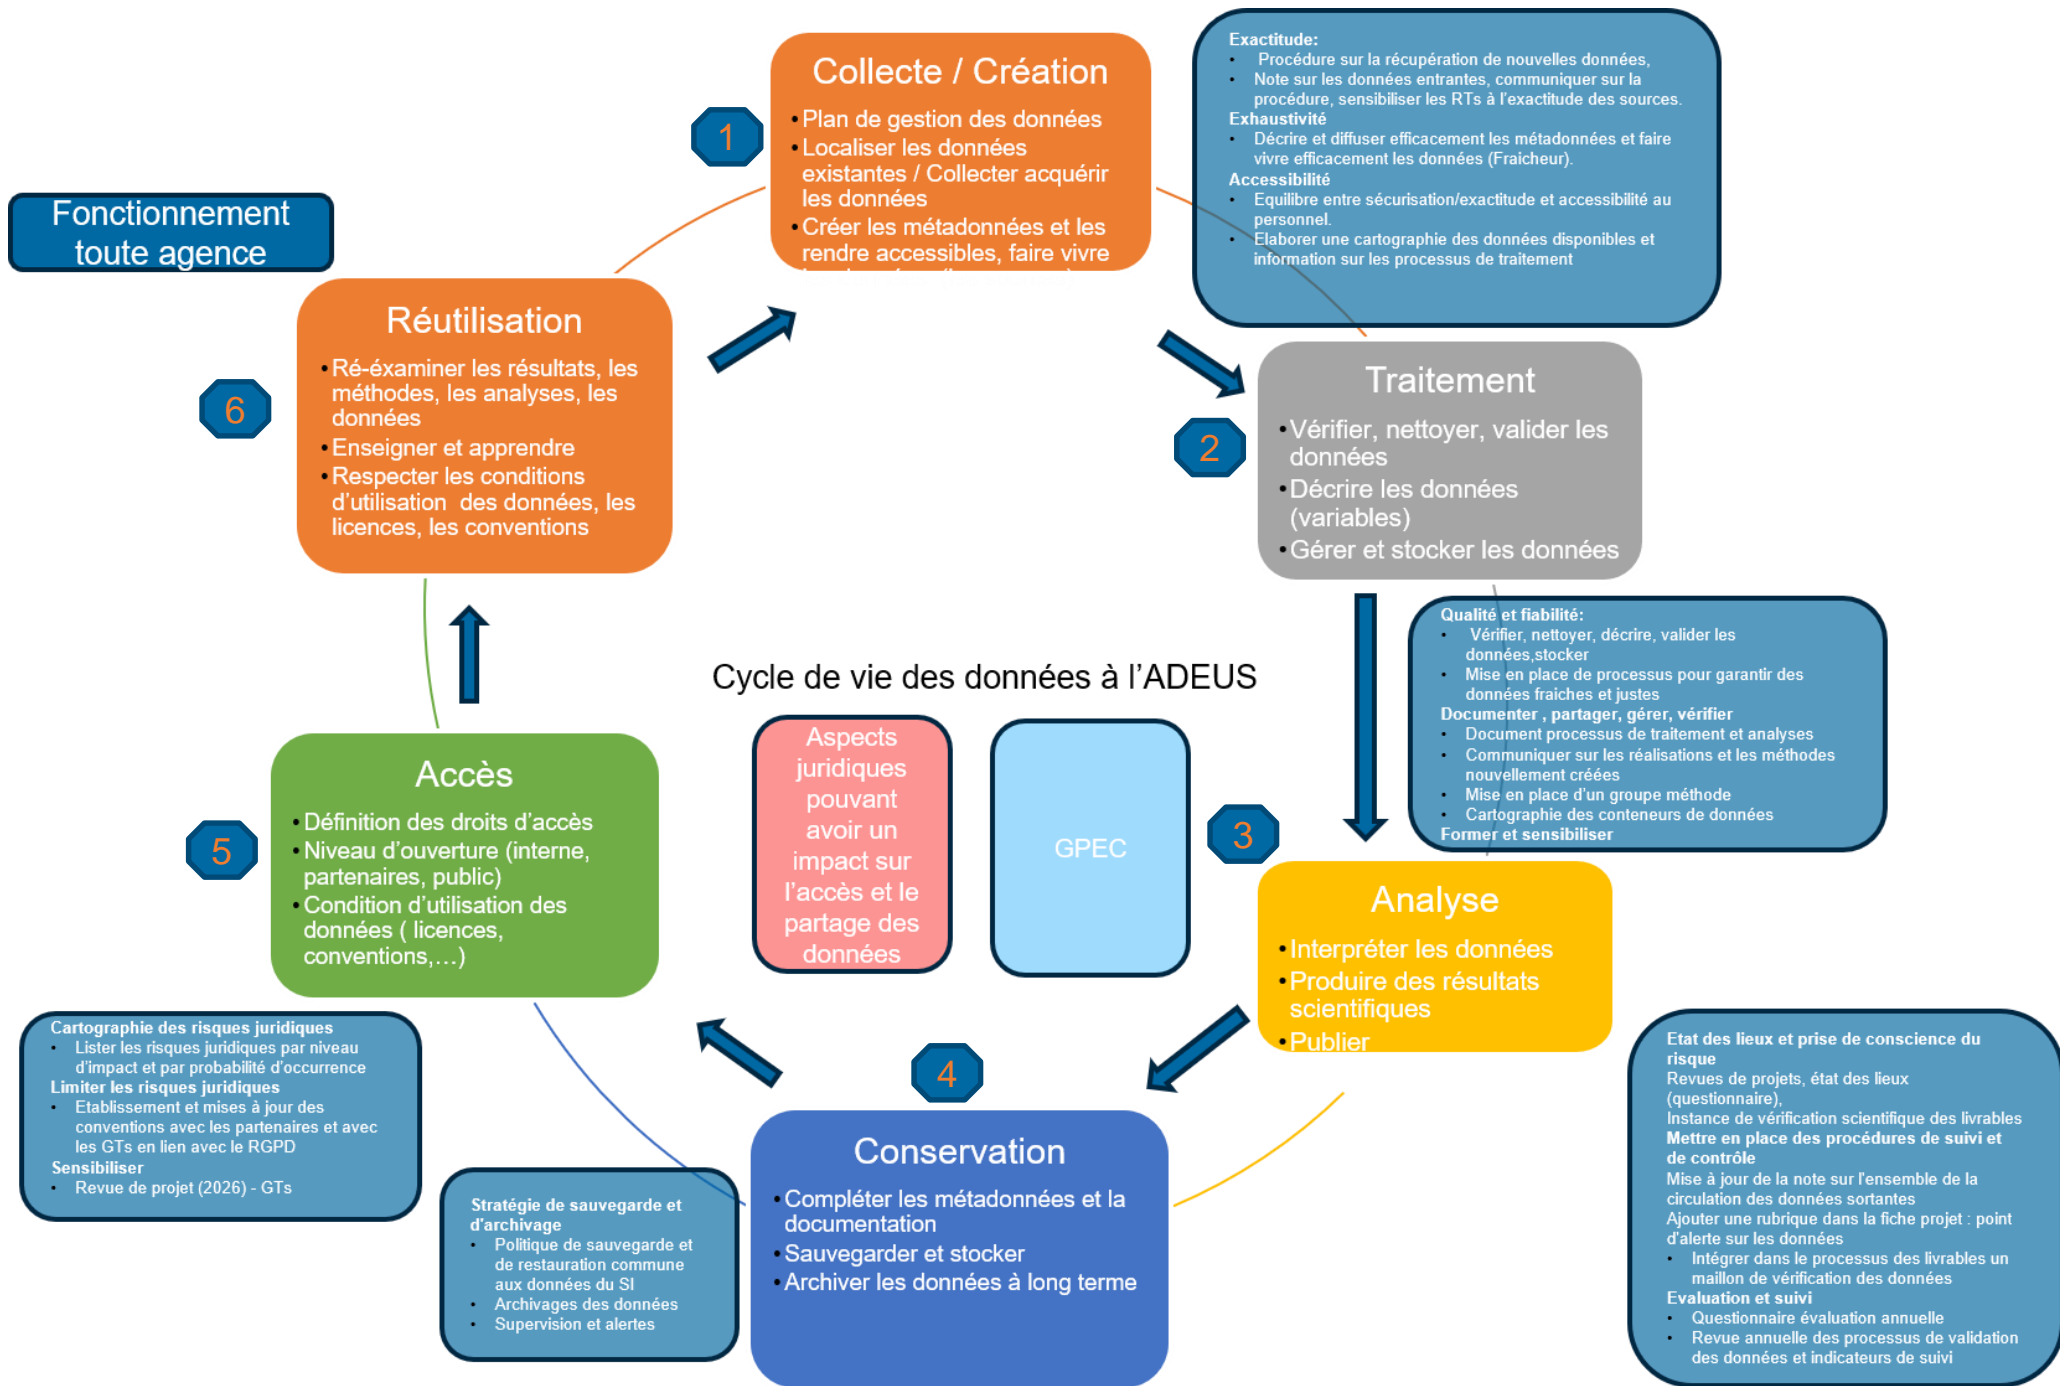 Fonctionnement
toute agence
1
Collecte / Création
• Plan de gestion des données
• Localiser les données
existantes / Collecter acquérir
les données
• Créer les métadonnées et les
rendre accessibles, faire vivre
Exactitude:
• Procédure sur la récupération de nouvelles données,
• Note sur les données entrantes, communiquer sur la
procédure, sensibiliser les RTs à l'exactitude des sources.
Exhaustivité
• Décrire et diffuser efficacement les métadonnées et faire
vivre efficacement les données (Fraicheur).
Accessibilité
• Equilibre entre sécurisation/exactitude et accessibilité au
personnel.
• Elaborer une cartographie des données disponibles et
information sur les processus de traitement
2
Traitement
• Vérifier, nettoyer, valider les
données
• Décrire les données
(variables)
• Gérer et stocker les données
Qualité et fiabilité:
• Vérifier, nettoyer, décrire, valider les
données,stocker
• Mise en place de processus pour garantir des
données fraiches et justes
Documenter , partager, gérer, vérifier
• Document processus de traitement et analyses
• Communiquer sur les réalisations et les méthodes
nouvellement créées
• Mise en place d'un groupe méthode
• Cartographie des conteneurs de données
Former et sensibiliser
Cycle de vie des données à l'ADEUS
Aspects
juridiques
pouvant
avoir un
impact sur
l'accès et le
partage des
données
GPEC
3
Analyse
• Interpréter les données
• Produire des résultats
scientifiques
• Publier
Etat des lieux et prise de conscience du
risque
Revues de projets, état des lieux
(questionnaire),
Instance de vérification scientifique des livrables
Mettre en place des procédures de suivi et
de contrôle
Mise à jour de la note sur l'ensemble de la
circulation des données sortantes
Ajouter une rubrique dans la fiche projet : point
d'alerte sur les données
• Intégrer dans le processus des livrables un
maillon de vérification des données
Evaluation et suivi
• Questionnaire évaluation annuelle
• Revue annuelle des processus de validation
des données et indicateurs de suivi
4
Conservation
• Compléter les métadonnées et la
documentation
• Sauvegarder et stocker
• Archiver les données à long terme
Stratégie de sauvegarde et
d'archivage
• Politique de sauvegarde et
de restauration commune
aux données du SI
• Archivages des données
• Supervision et alertes
5
Accès
• Définition des droits d'accès
• Niveau d'ouverture (interne,
partenaires, public)
• Condition d'utilisation des
données ( licences,
conventions,…)
Cartographie des risques juridiques
• Lister les risques juridiques par niveau
d'impact et par probabilité d'occurrence
Limiter les risques juridiques
• Etablissement et mises à jour des
conventions avec les partenaires et avec
les GTs en lien avec le RGPD
Sensibiliser
• Revue de projet (2026) - GTs
6
Réutilisation
• Ré-éxaminer les résultats, les
méthodes, les analyses, les
données
• Enseigner et apprendre
• Respecter les conditions
d'utilisation des données, les
licences, les conventions